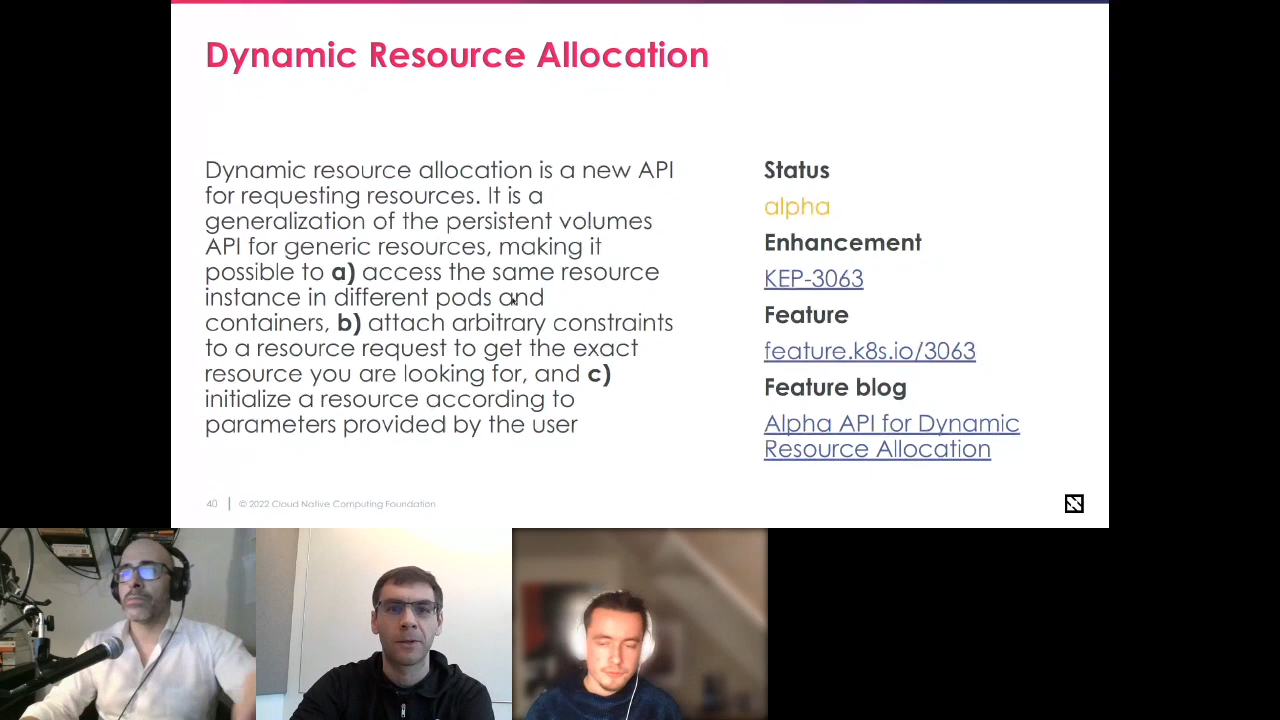 Dynamic Resource Allocation
Dynamic resource allocation is a new API
for requesting resources. It is a
generalization of the persistent volumes
API for generic resources, making it
possible to a) access the same resource
instance in different pods and
containers, b) attach arbitrary constraints
to a resource request to get the exact
resource you are looking for, and c)
initialize a resource according to
parameters provided by the user
Status
alpha
Enhancement
KEP-3063
Feature
feature.k8s.io/3063
Feature blog
Alpha API for Dynamic
Resource Allocation
40 | © 2022 Cloud Native Computing Foundation